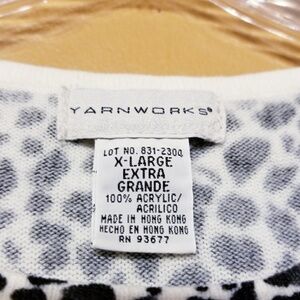 YARNWORKS®
LOT NO. 831-2300
X-LARGE
EXTRA
GRANDE
100% ACRYLIC/
ACRILICO
MADE IN HONG KONG
HECHO EN HONG KONG
RN 93677